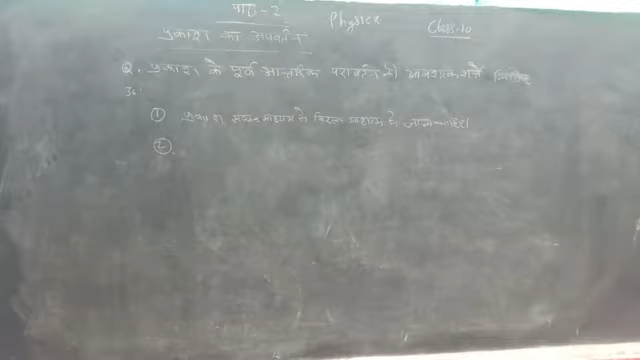 पाठ-2 Physics Class-10
प्रकाश का अपवर्तन
Q. प्रकाश के पूर्ण आन्तरिक परावर्तन की आवश्यक शर्तें लिखिए
उ०
① प्रकाश सघन माध्यम से विरल माध्यम में जाना चाहिए।
②.